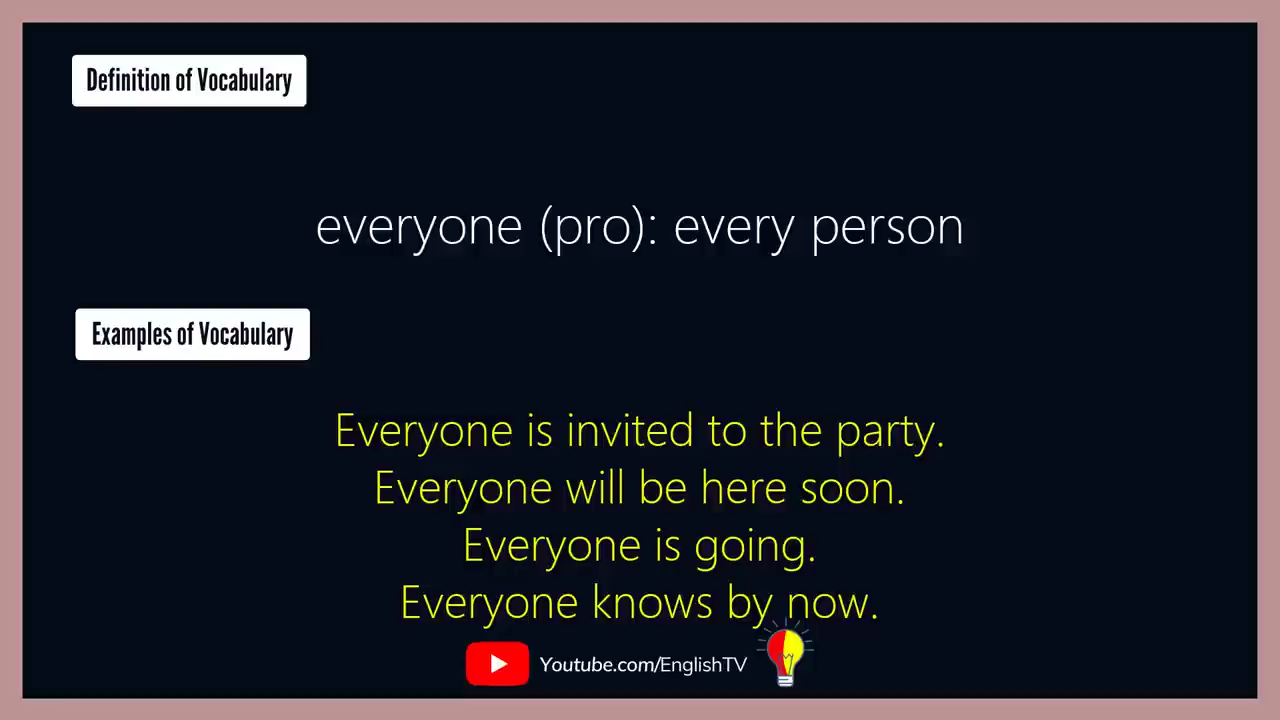 Definition of Vocabulary
everyone (pro): every person
Examples of Vocabulary
Everyone is invited to the party.
Everyone will be here soon.
Everyone is going.
Everyone knows by now.
Youtube.com/EnglishTV